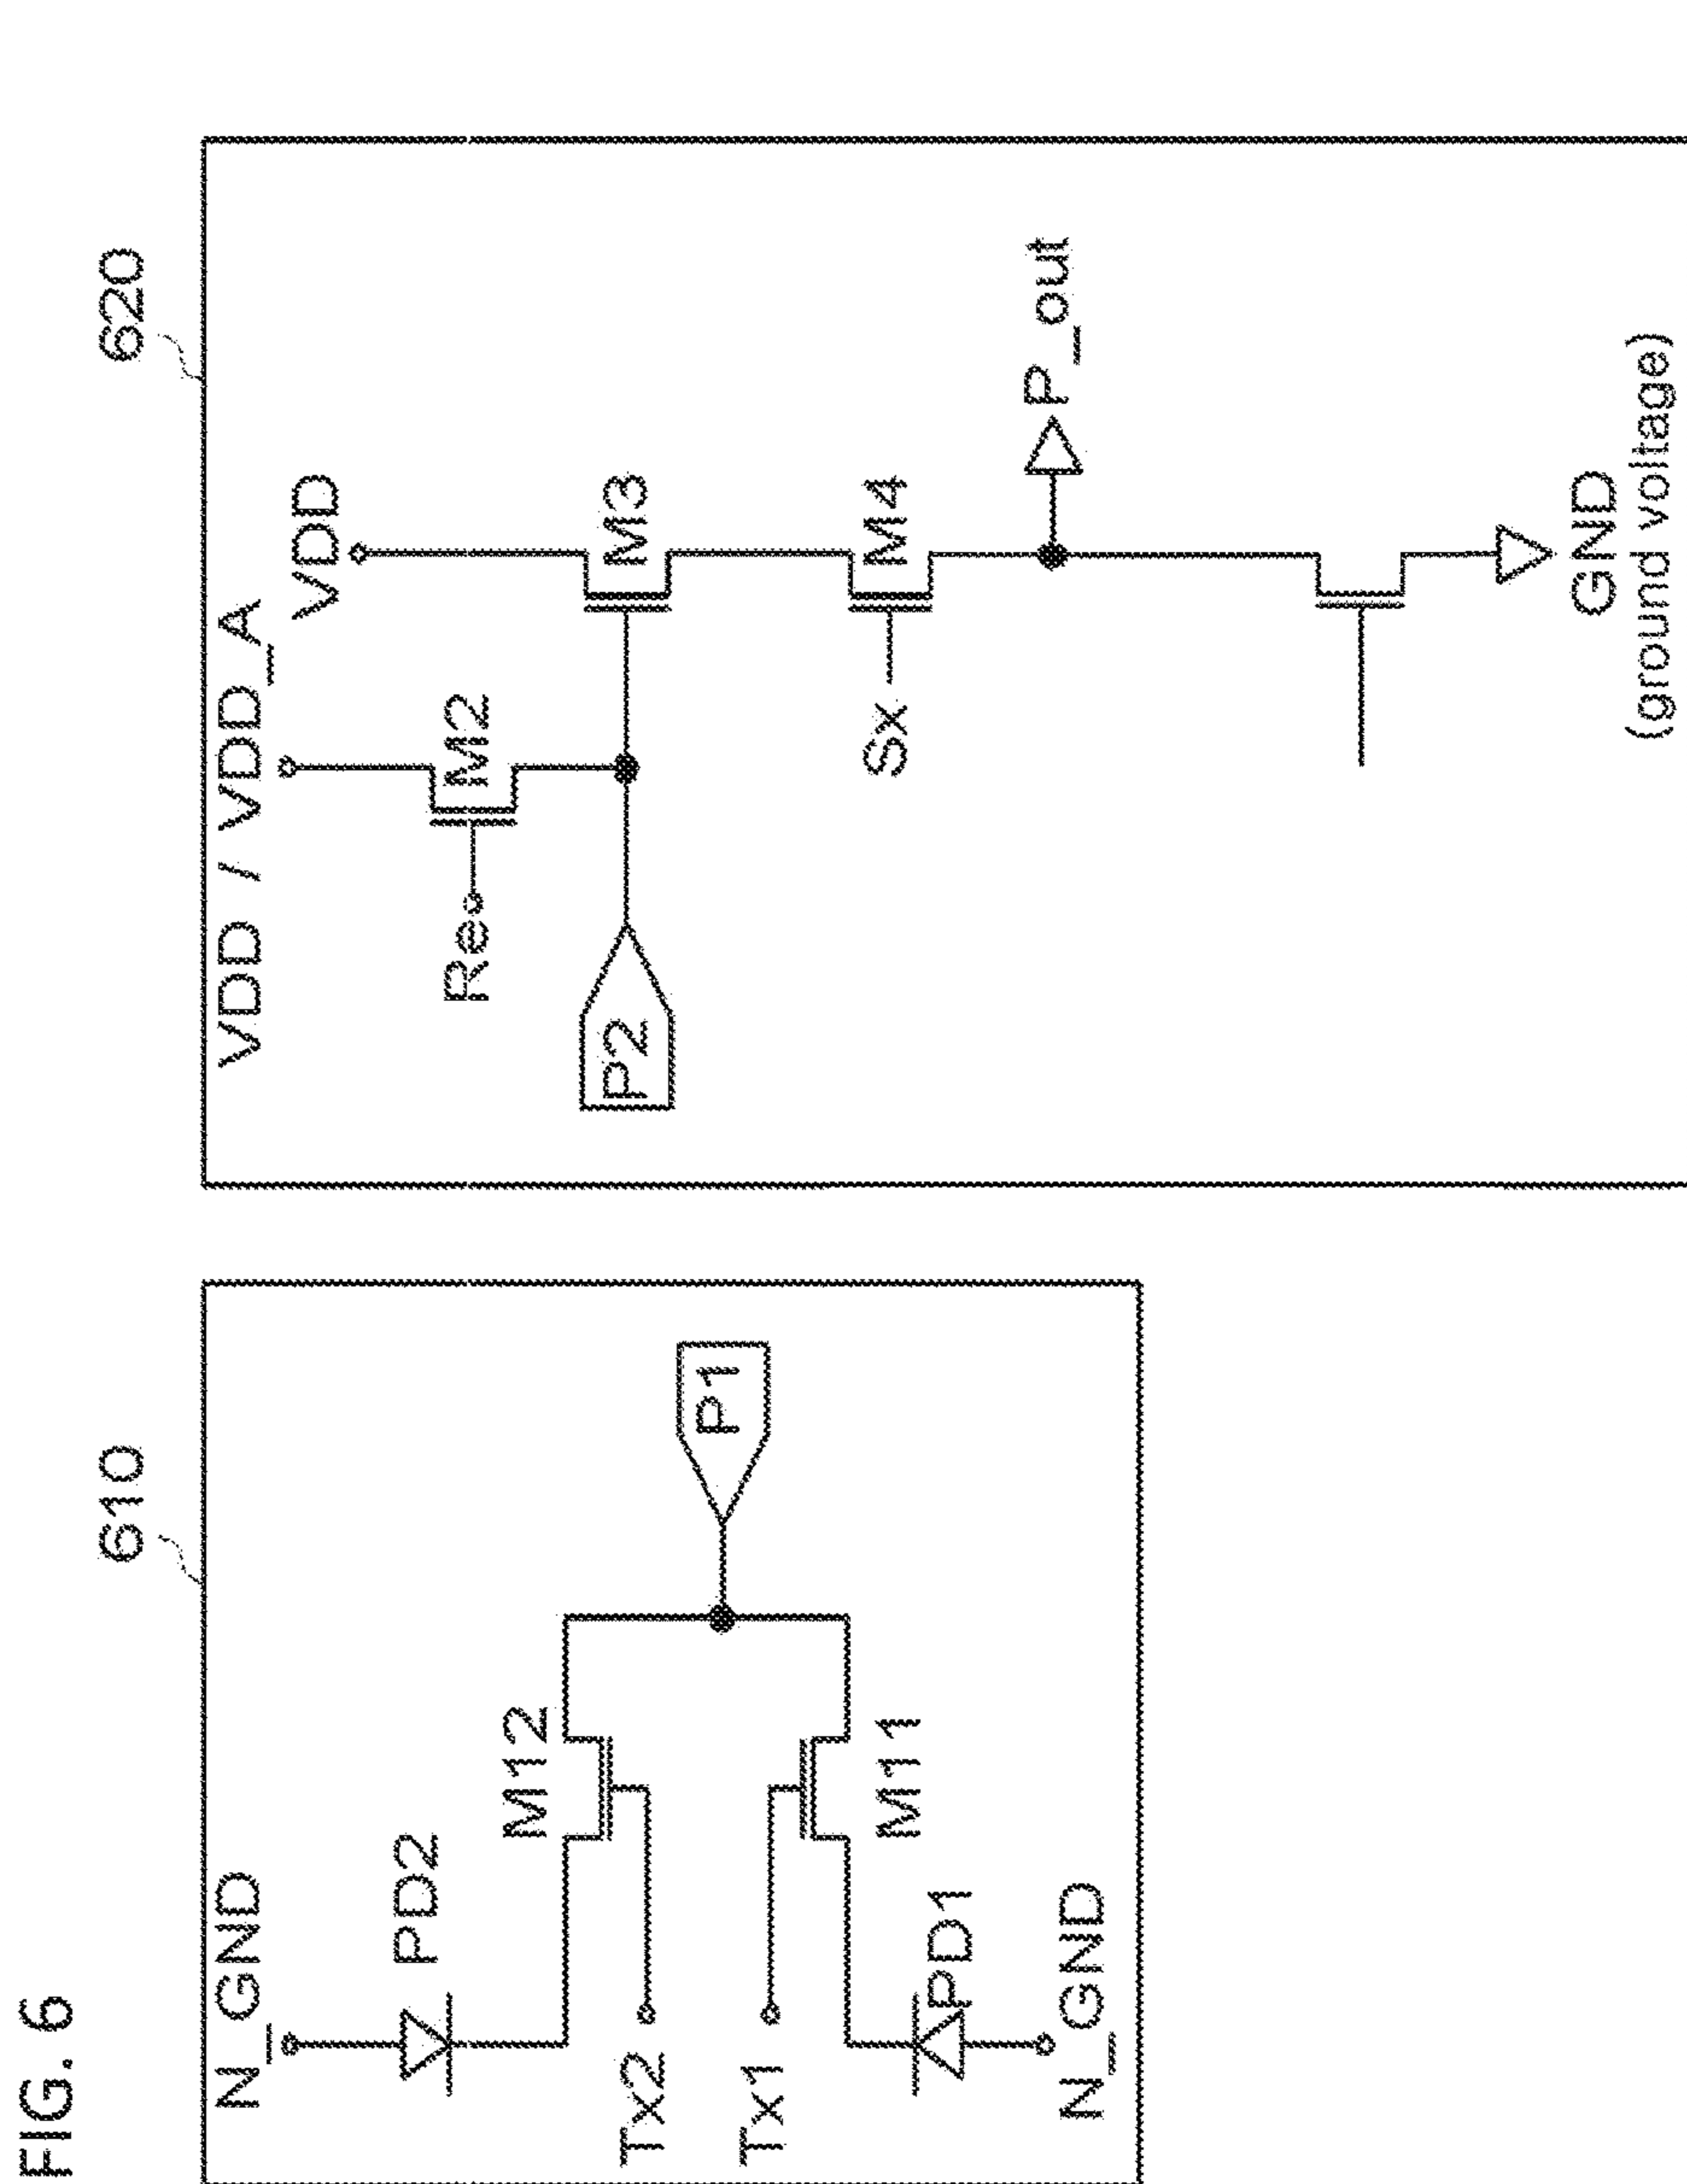 FIG. 6
610
N_GND
PD2
M12
Tx2
P1
Tx1
M11
PD1
N_GND
620
VDD / VDD_A
VDD
Re
M2
M3
P2
Sx
M4
P_out
GND
(ground voltage)